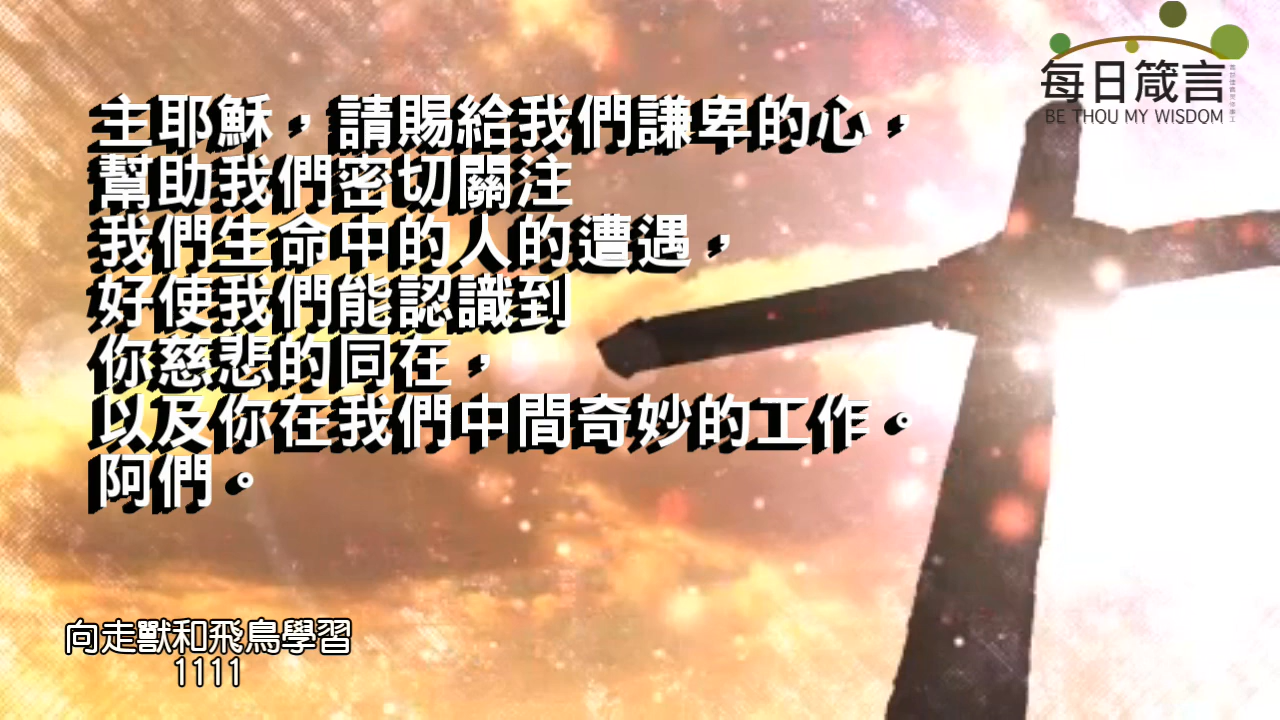 每日箴言
BE THOU MY WISDOM
主耶穌，請賜給我們謙卑的心，
幫助我們密切關注
我們生命中的人的遭遇，
好使我們能認識到
你慈悲的同在，
以及你在我們中間奇妙的工作。
阿們。
向走獸和飛鳥學習
1111